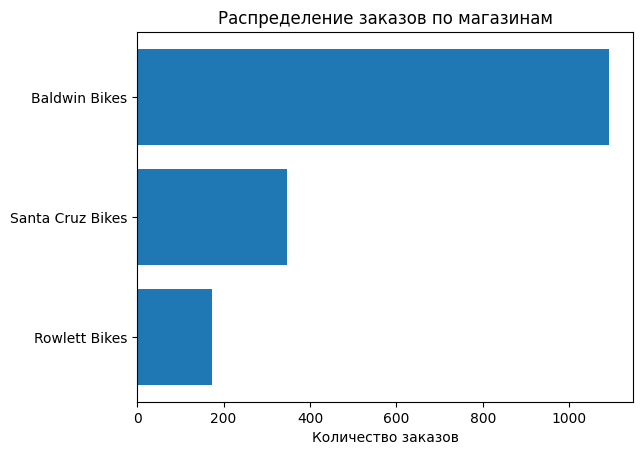 Распределение заказов по магазинам
Baldwin Bikes
Santa Cruz Bikes
Rowlett Bikes
0 200 400 600 800 1000
Количество заказов